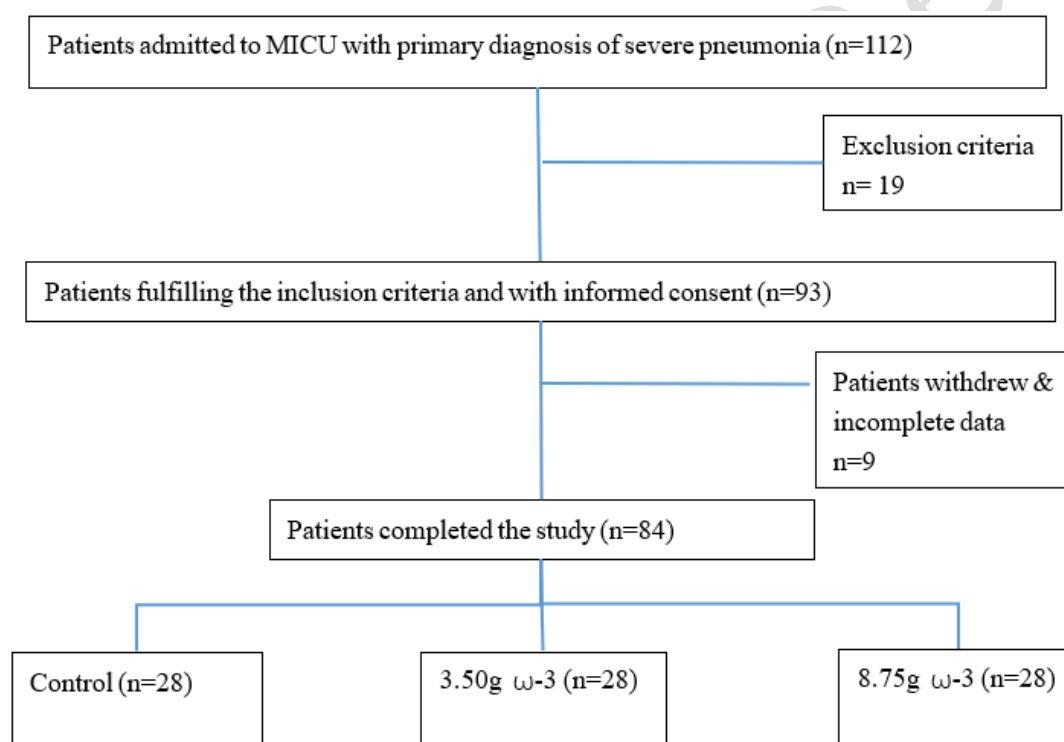 Patients admitted to MICU with primary diagnosis of severe pneumonia (n=112)
Exclusion criteria
n= 19
Patients fulfilling the inclusion criteria and with informed consent (n=93)
Patients withdrew &
incomplete data
n=9
Patients completed the study (n=84)
Control (n=28)
3.50g ω-3 (n=28)
8.75g ω-3 (n=28)